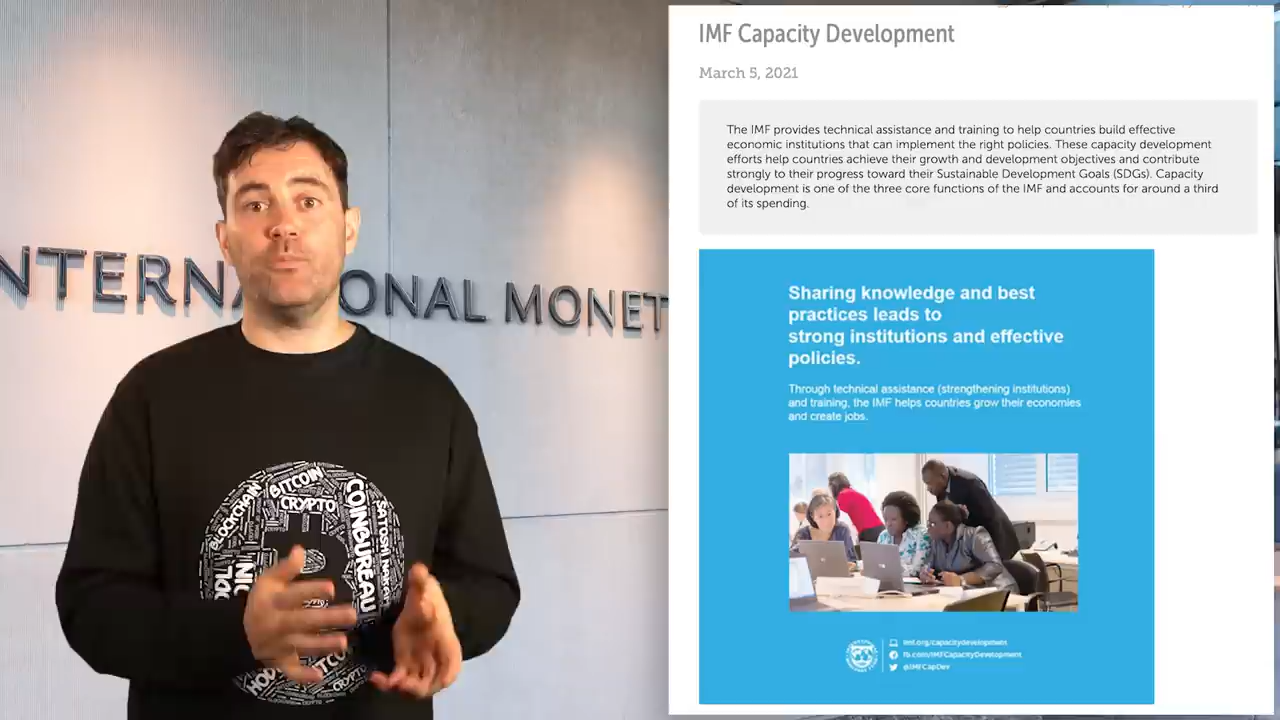 NTERNATIONAL MONET
BLOCKCHAIN
BITCOIN
CRYPTO
COINBUREAU
IMF Capacity Development
March 5, 2021
The IMF provides technical assistance and training to help countries build effective
economic institutions that can implement the right policies. These capacity development
efforts help countries achieve their growth and development objectives and contribute
strongly to their progress toward their Sustainable Development Goals (SDGs). Capacity
development is one of the three core functions of the IMF and accounts for around a third
of its spending.
Sharing knowledge and best
practices leads to
strong institutions and effective
policies.
Through technical assistance (strengthening institutions)
and training, the IMF helps countries grow their economies
and create jobs.
imf.org/capacitydevelopment
fb.com/IMFCapacityDevelopment
@IMFCapDev